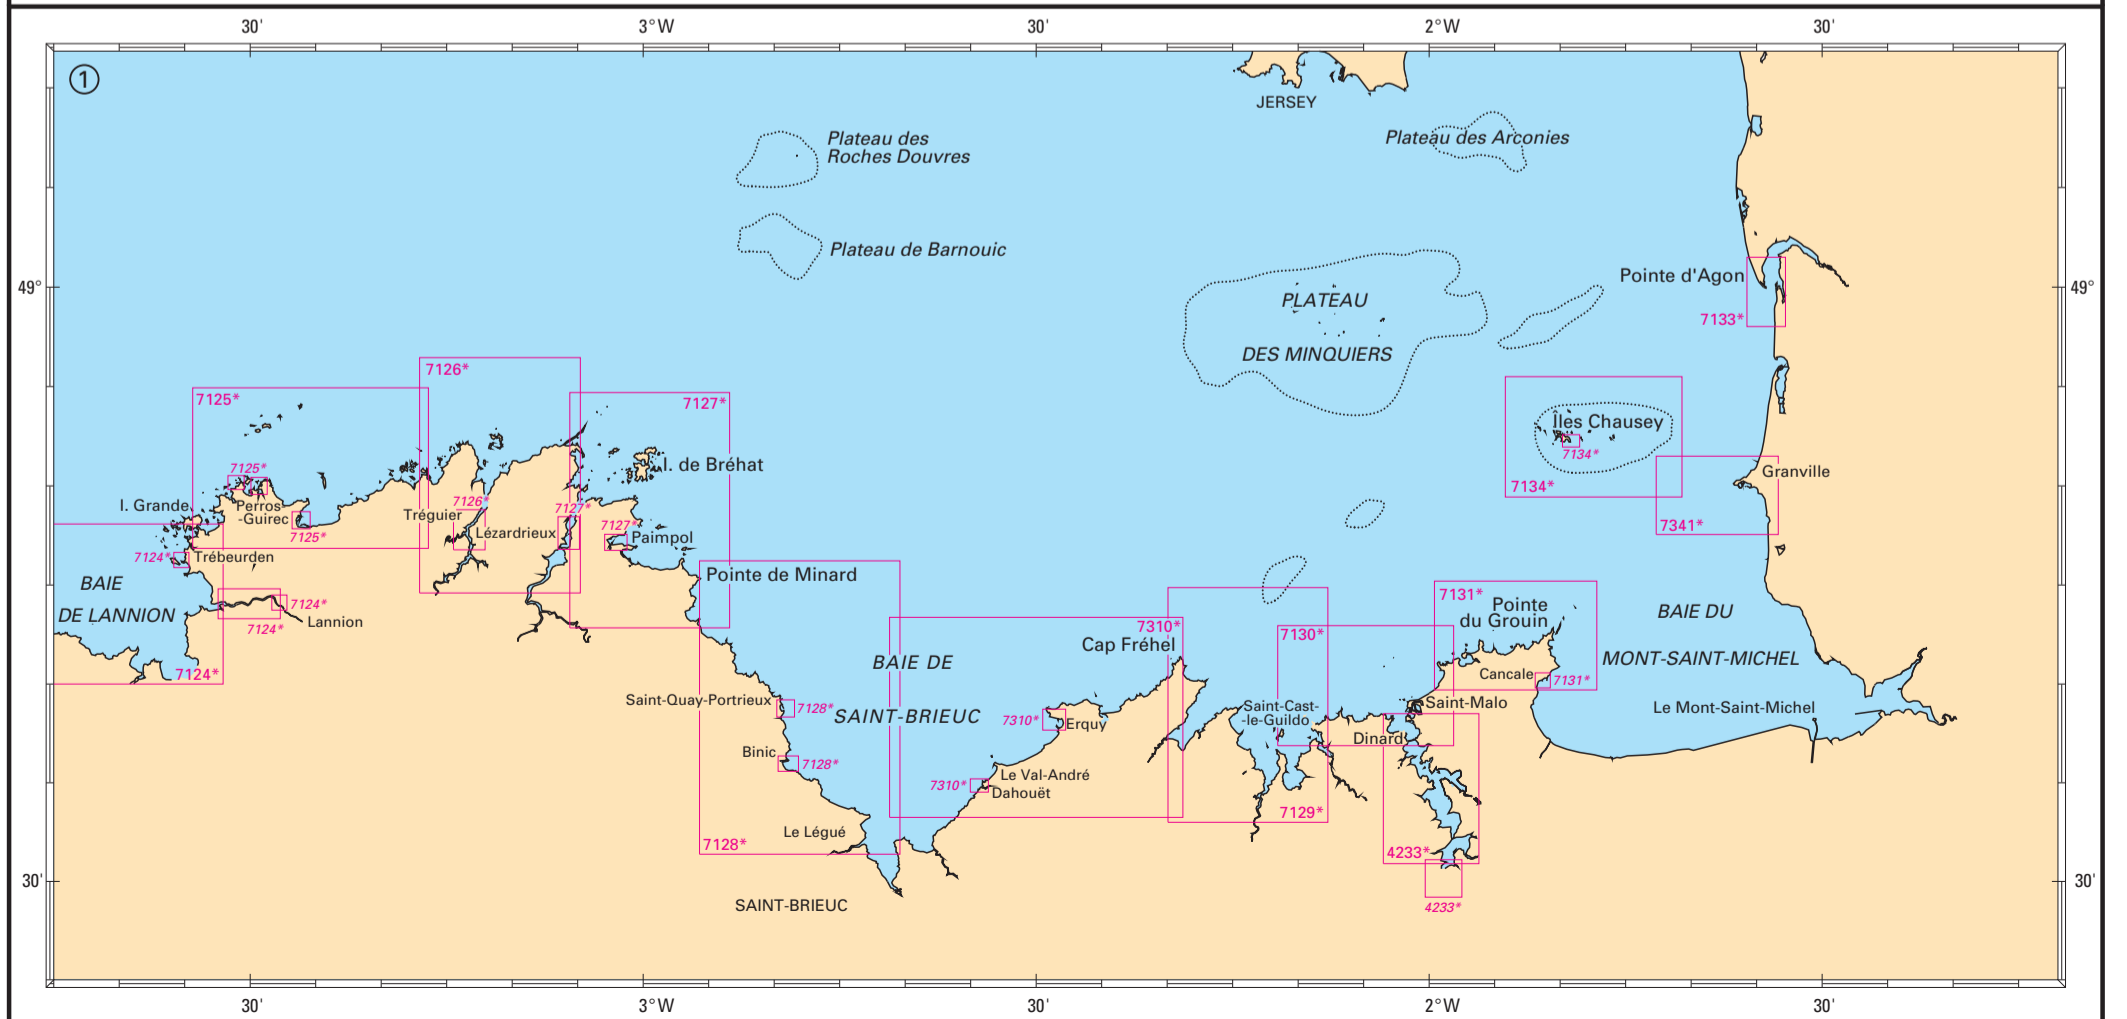 30'
3°W
30'
2°W
30'
1
JERSEY
Plateau des
Roches Douvres
Plateau des Arconies
Plateau de Barnouic
49°
Pointe d'Agon
49°
PLATEAU
7133*
DES MINQUIERS
7126*
7125*
7127*
Îles Chausey
7134*
7125*
I. de Bréhat
Granville
7134*
I. Grande
Perros-
-Guirec
7126*
Tréguier
7127*
7125*
Lézardrieux
7127*
Paimpol
7341*
7124*
Trébeurden
BAIE
DE LANNION
Pointe de Minard
7131*
Pointe
du Grouin
BAIE DU
7124*
Lannion
7124*
7310*
7130*
Cap Fréhel
BAIE DE
MONT-SAINT-MICHEL
7124*
Cancale
7131*
Saint-Quay-Portrieux
7128*
SAINT-BRIEUC
7310*
Erquy
Saint-Cast-
-le-Guildo
Saint-Malo
Le Mont-Saint-Michel
Dinard
Binic
7128*
Le Val-André
7310*
Dahouët
7129*
Le Légué
7128*
4233*
30'
30'
SAINT-BRIEUC
4233*
30'
3°W
30'
2°W
30'